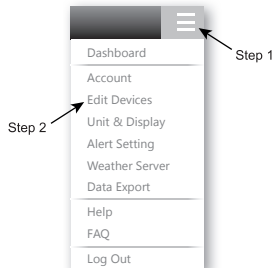 Step 1
Dashboard
Account
Edit Devices
Step 2
Unit & Display
Alert Setting
Weather Server
Data Export
Help
FAQ
Log Out